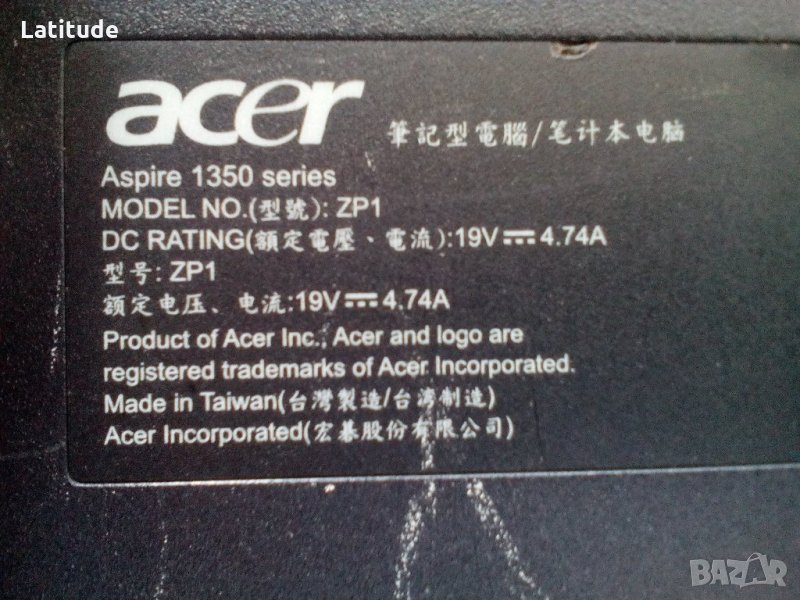 Latitude
acer 筆記型電腦/笔计本电脑
Aspire 1350 series
MODEL NO.(型號): ZP1
DC RATING(額定電壓、電流):19V⎓4.74A
型号: ZP1
额定电压、电流:19V⎓4.74A
Product of Acer Inc., Acer and logo are
registered trademarks of Acer Incorporated.
Made in Taiwan(台灣製造/台湾制造)
Acer Incorporated(宏碁股份有限公司)
BAZAR